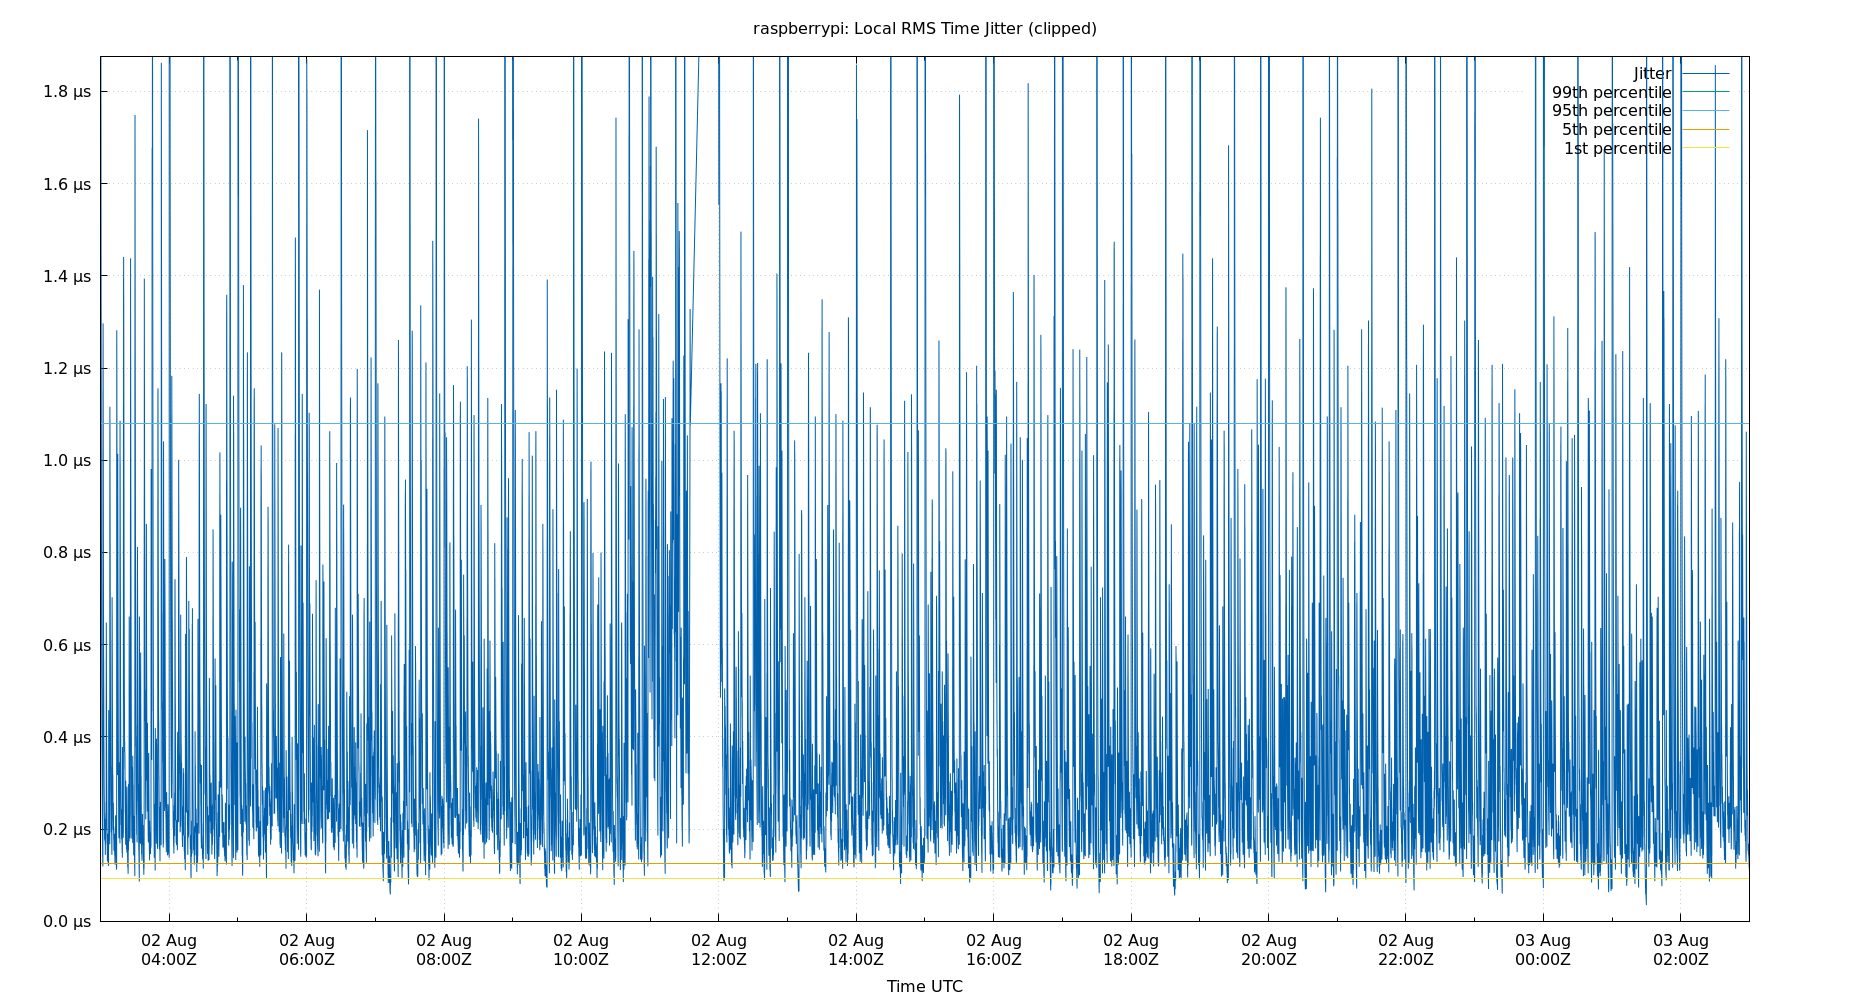 raspberrypi: Local RMS Time Jitter (clipped)
Jitter
99th percentile
95th percentile
5th percentile
1st percentile
1.8 µs
1.6 µs
1.4 µs
1.2 µs
1.0 µs
0.8 µs
0.6 µs
0.4 µs
0.2 µs
0.0 µs
02 Aug 02 Aug 02 Aug 02 Aug 02 Aug 02 Aug 02 Aug 02 Aug 02 Aug 02 Aug 03 Aug 03 Aug
04:00Z 06:00Z 08:00Z 10:00Z 12:00Z 14:00Z 16:00Z 18:00Z 20:00Z 22:00Z 00:00Z 02:00Z
Time UTC